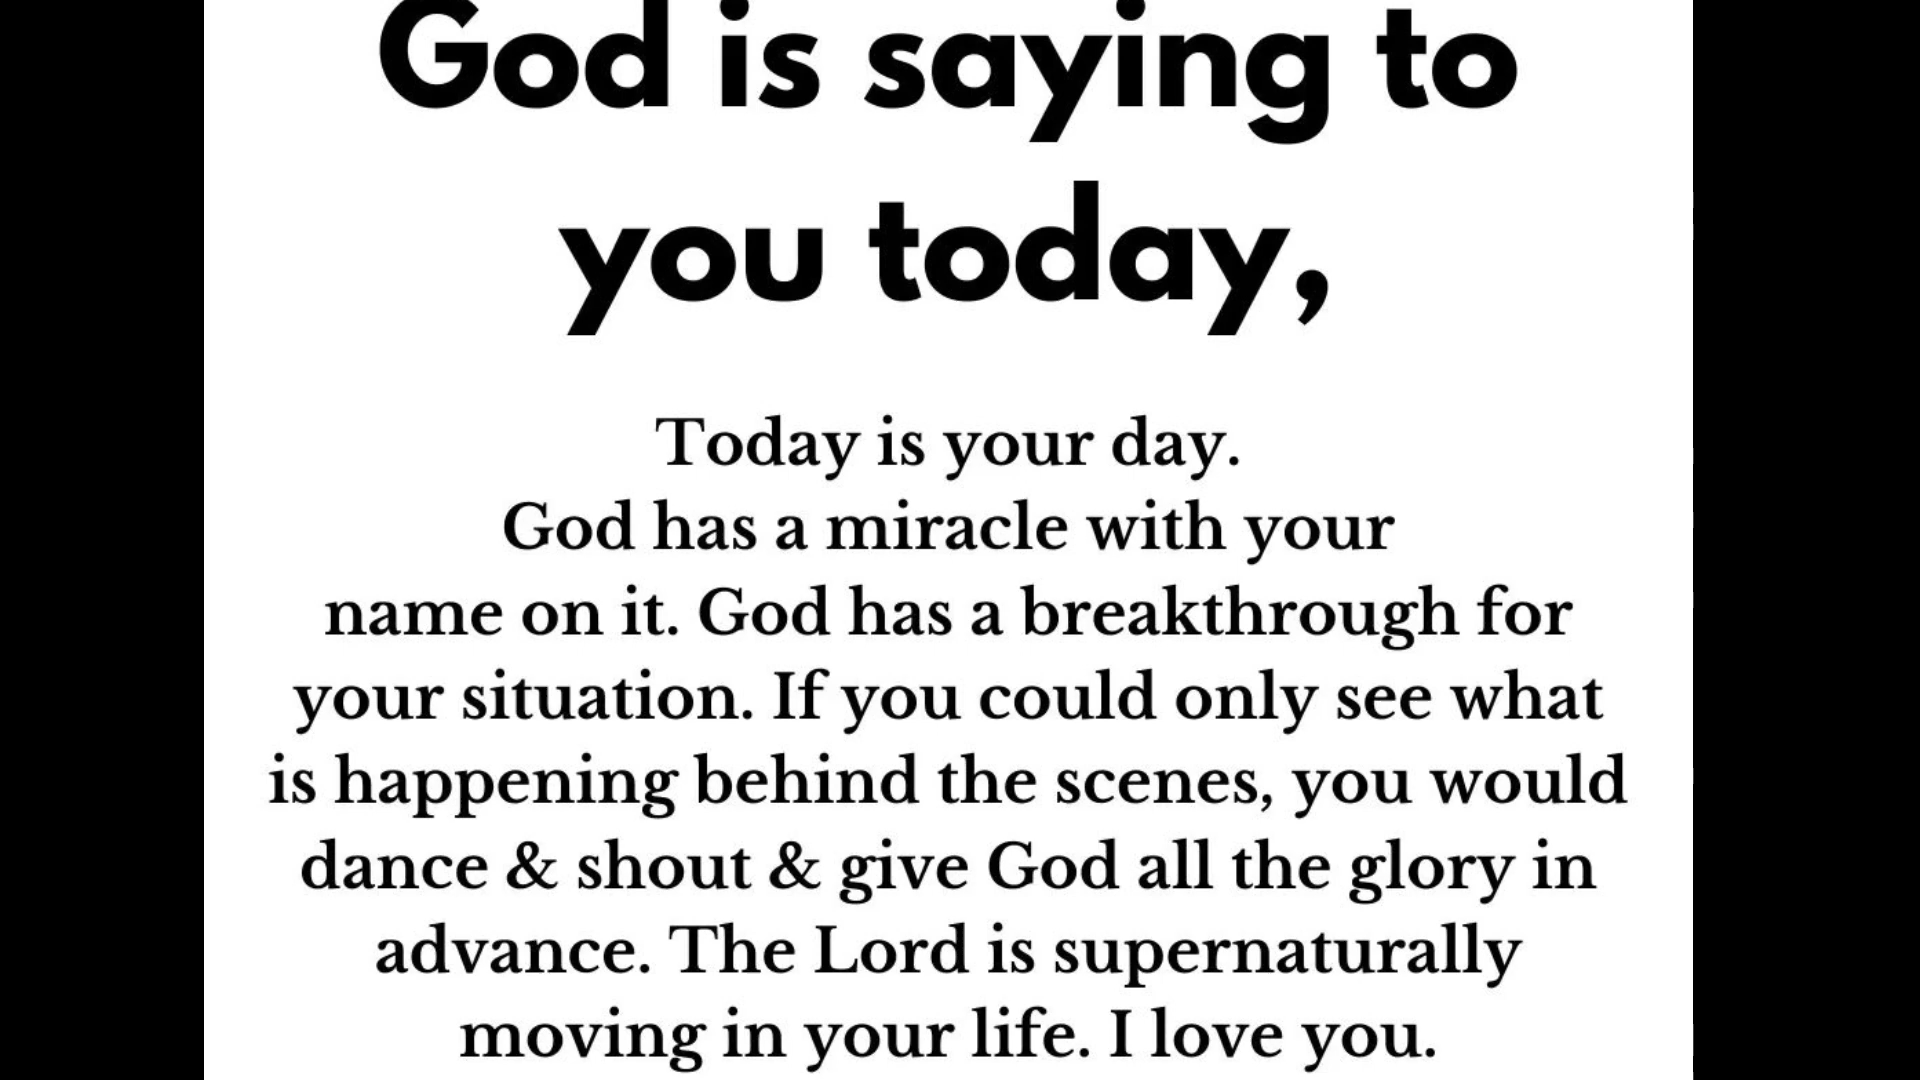 God is saying to
you today,
Today is your day.
God has a miracle with your
name on it. God has a breakthrough for
your situation. If you could only see what
is happening behind the scenes, you would
dance & shout & give God all the glory in
advance. The Lord is supernaturally
moving in your life. I love you.